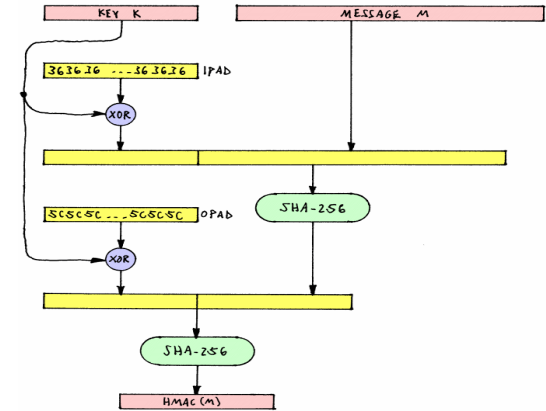 KEY K
MESSAGE M
363636 ... 363636 IPAD
XOR
SHA-256
5C5C5C ... 5C5C5C OPAD
XOR
SHA-256
HMAC (M)